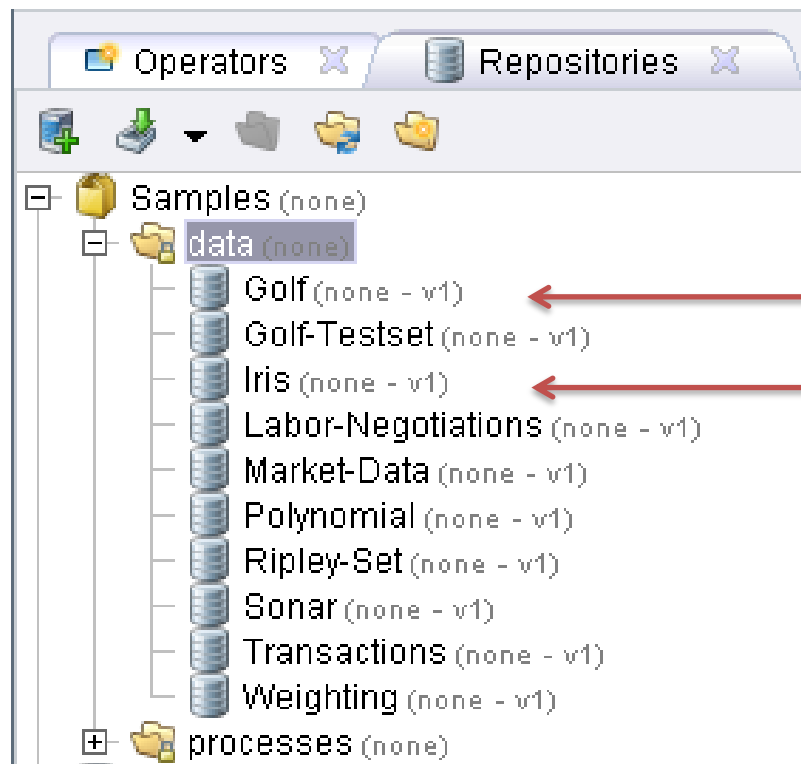 Operators Repositories
Samples (none)
data (none)
Golf (none - v1)
Golf-Testset (none - v1)
Iris (none - v1)
Labor-Negotiations (none - v1)
Market-Data (none - v1)
Polynomial (none - v1)
Ripley-Set (none - v1)
Sonar (none - v1)
Transactions (none - v1)
Weighting (none - v1)
processes (none)